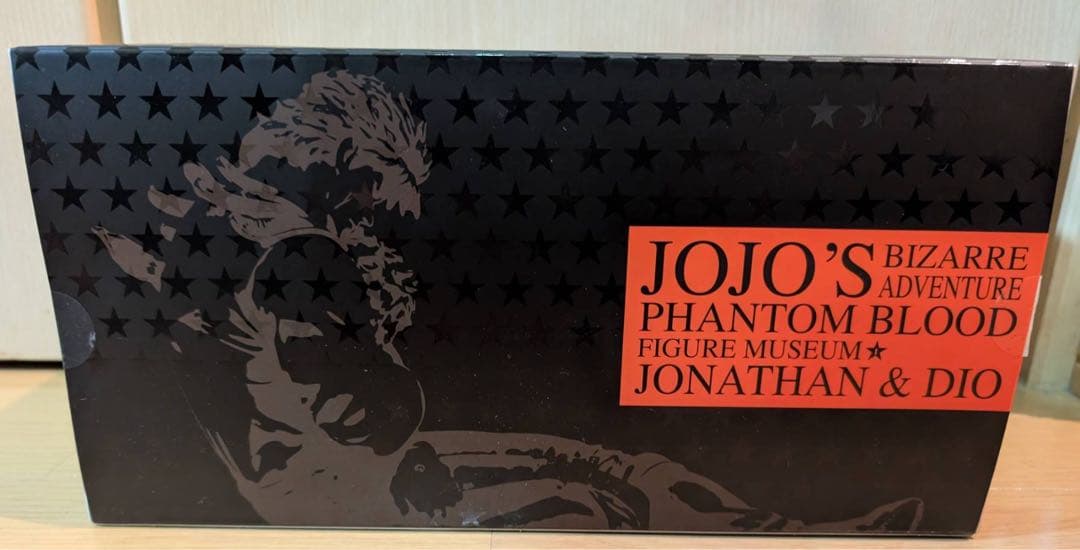 JOJO'S BIZARRE
ADVENTURE
PHANTOM BLOOD
FIGURE MUSEUM★
JONATHAN & DIO